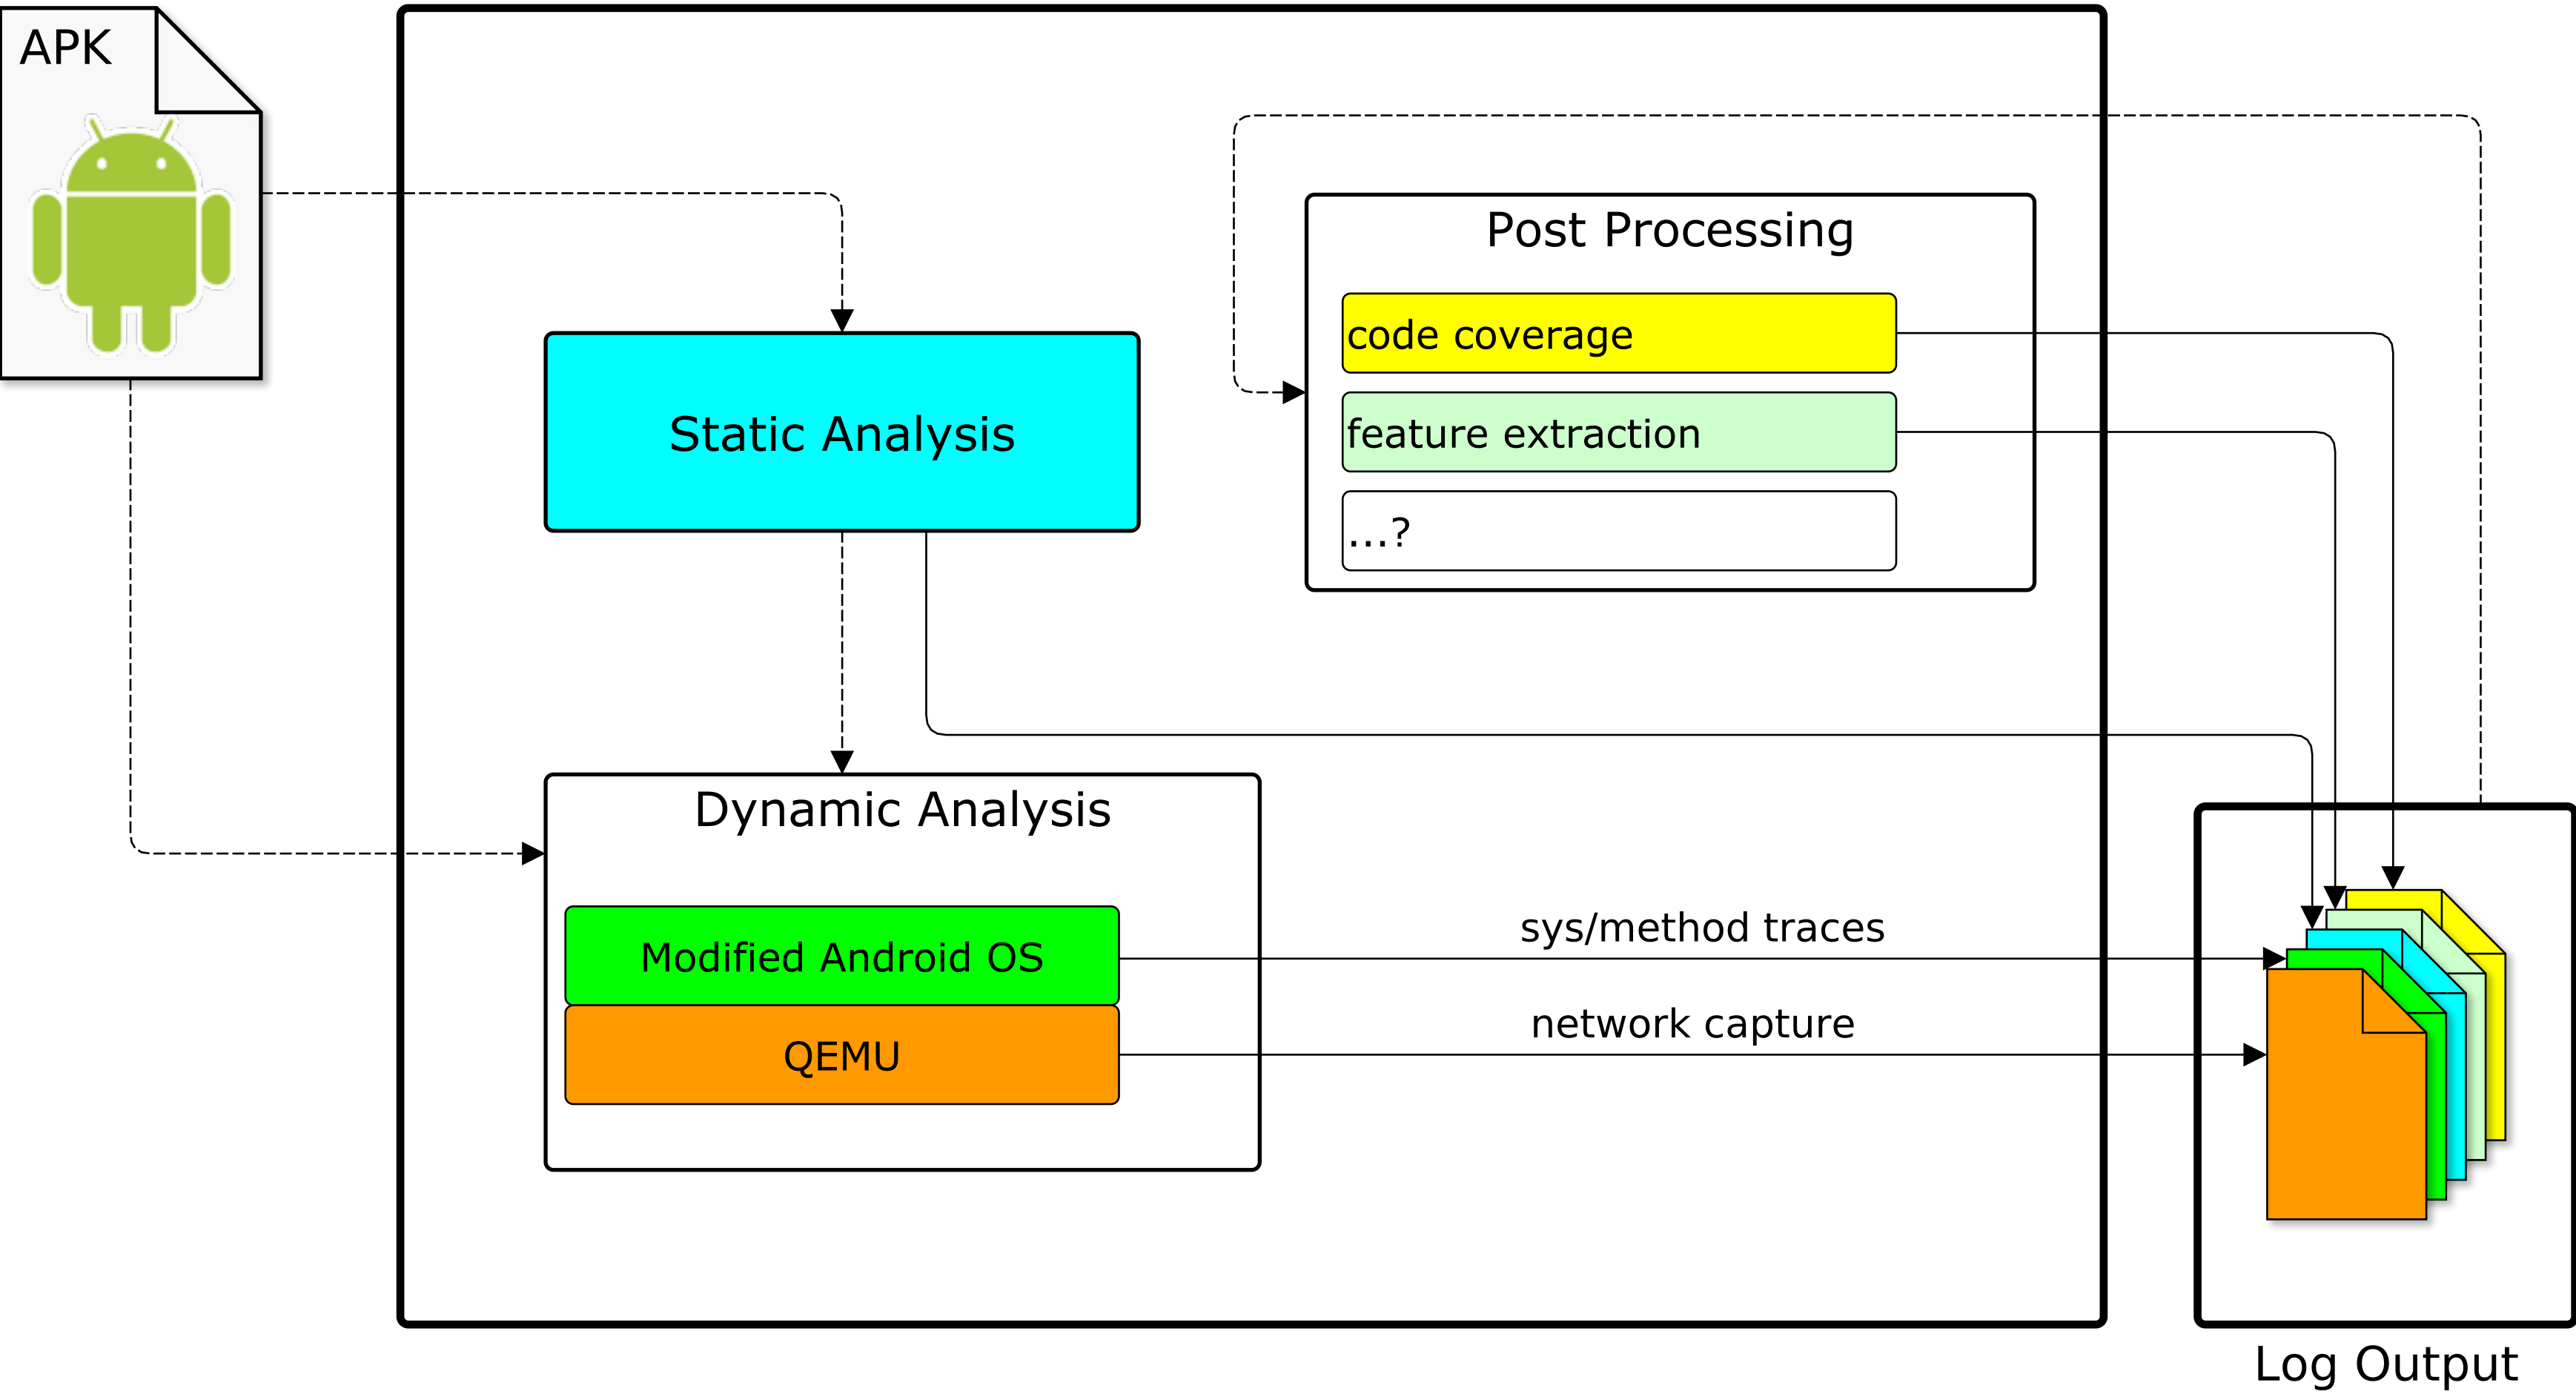 APK
Post Processing
code coverage
feature extraction
...?
Static Analysis
Dynamic Analysis
Modified Android OS
QEMU
sys/method traces
network capture
Log Output